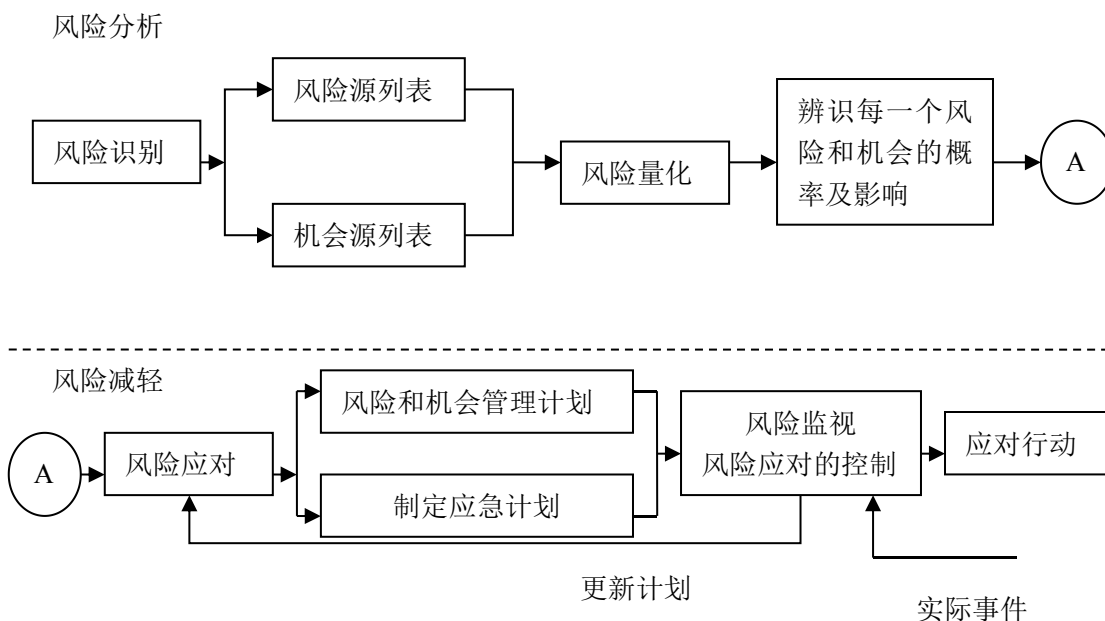 风险分析
风险源列表
风险识别
机会源列表
风险量化
辨识每一个风
险和机会的概
率及影响
A
风险减轻
A
风险应对
风险和机会管理计划
制定应急计划
风险监视
风险应对的控制
应对行动
更新计划
实际事件